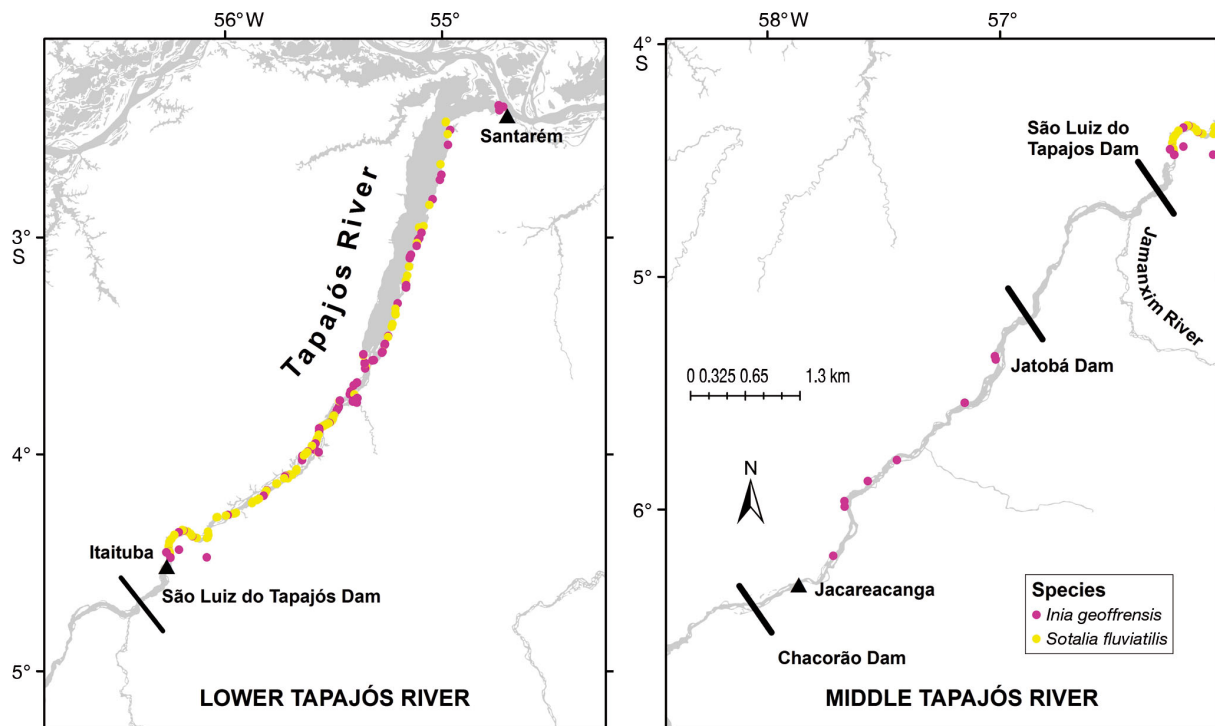 56°W
55°
58°W
57°
3°
S
4°
5°
4°
S
5°
6°
Santarém
Tapajós River
Itaituba
São Luiz do Tapajós Dam
LOWER TAPAJÓS RIVER
São Luiz do
Tapajos Dam
Jamanxim River
Jatobá Dam
0 0.325 0.65 1.3 km
N
Jacareacanga
Chacorão Dam
Species
Inia geoffrensis
Sotalia fluviatilis
MIDDLE TAPAJÓS RIVER